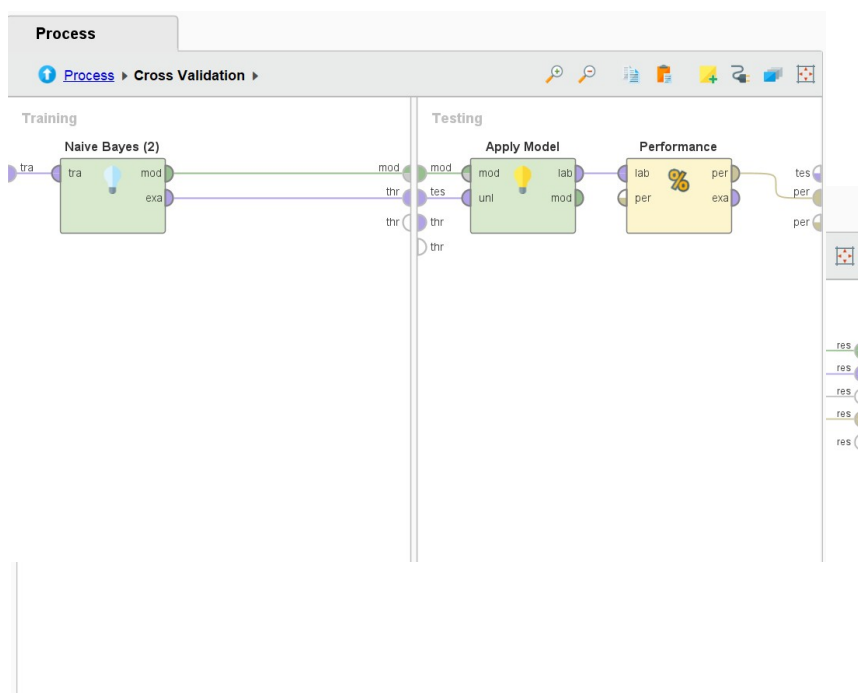 Process
Process ▸ Cross Validation ▸
Training
Testing
Naive Bayes (2)
Apply Model
Performance
tra
tra
mod
exa
mod
thr
thr
mod
tes
thr
thr
mod
unl
lab
mod
lab
per
%
per
exa
tes
per
per
res
res
res
res
res